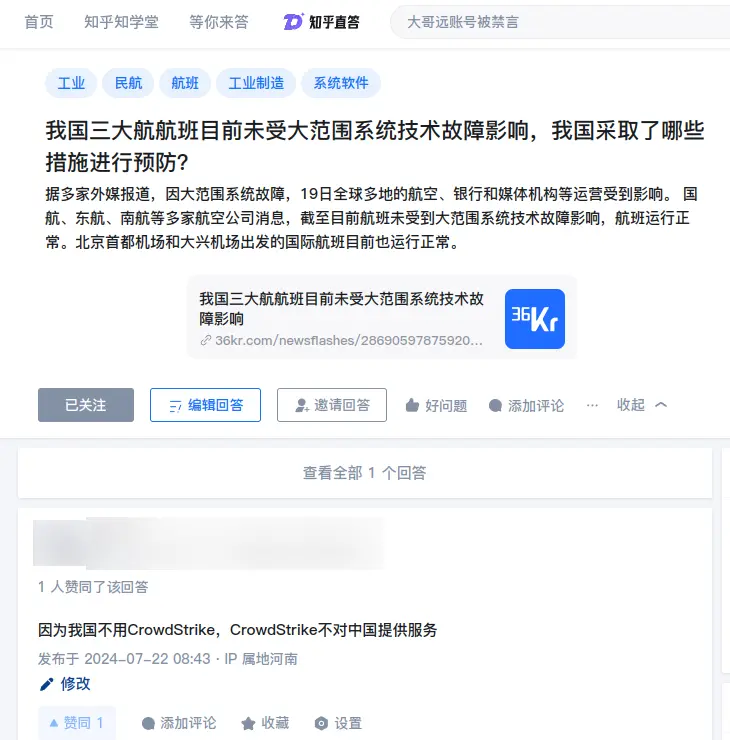 首页 知乎知学堂 等你来答 知乎直答 大哥远账号被禁言
工业 民航 航班 工业制造 系统软件
我国三大航航班目前未受大范围系统技术故障影响，我国采取了哪些
措施进行预防？
据多家外媒报道，因大范围系统故障，19日全球多地的航空、银行和媒体机构等运营受到影响。 国
航、东航、南航等多家航空公司消息，截至目前航班未受到大范围系统技术故障影响，航班运行正
常。北京首都机场和大兴机场出发的国际航班目前也运行正常。
我国三大航航班目前未受大范围系统技术故
障影响
36kr.com/newsflashes/28690597875920...
36Kr
已关注 编辑回答 邀请回答 好问题 添加评论 ··· 收起
查看全部 1 个回答
1 人赞同了该回答
因为我国不用CrowdStrike，CrowdStrike不对中国提供服务
发布于 2024-07-22 08:43 · IP 属地河南
修改
赞同 1 添加评论 收藏 设置